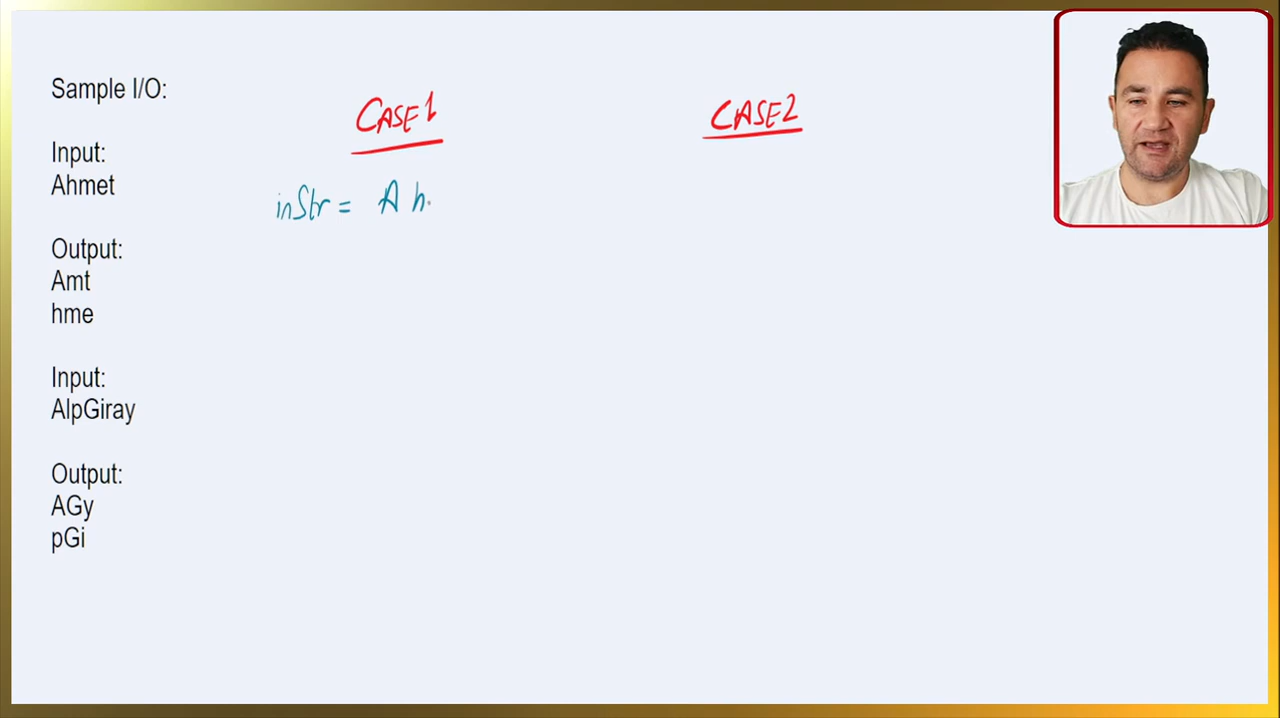 Sample I/O:
CASE1
CASE2
Input:
Ahmet
inStr = A h
Output:
Amt
hme
Input:
AlpGiray
Output:
AGy
pGi